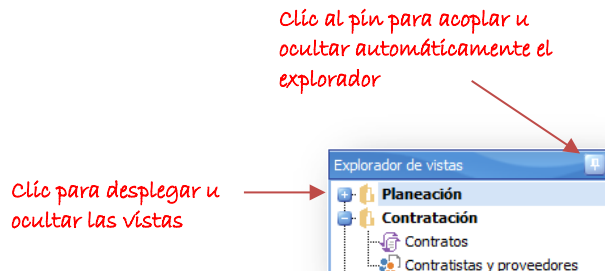 Clic al pin para acoplar u
ocultar automáticamente el
explorador
Explorador de vistas
Clic para desplegar u
ocultar las vistas
Planeación
Contratación
Contratos
Contratistas y proveedores